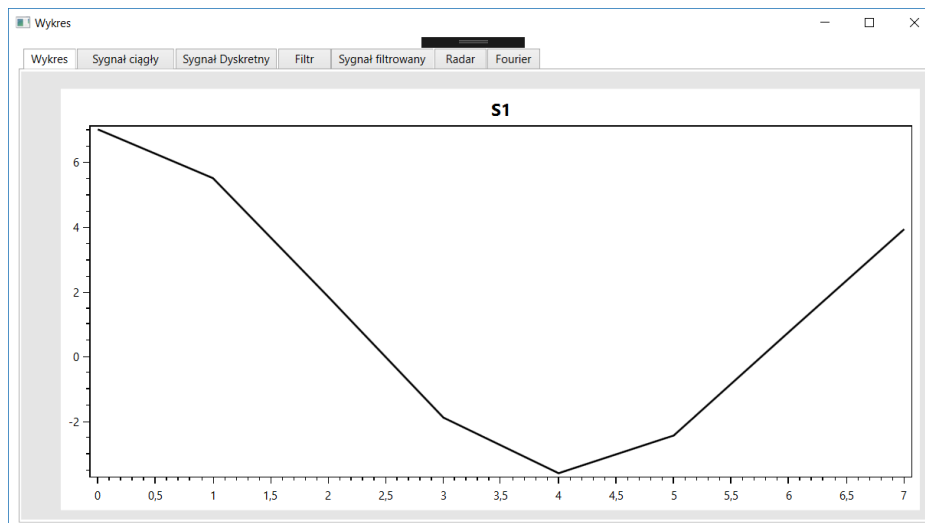 Wykres
Wykres Sygnał ciągły Sygnał Dyskretny Filtr Sygnał filtrowany Radar Fourier
S1
6
4
2
0
-2
0 0,5 1 1,5 2 2,5 3 3,5 4 4,5 5 5,5 6 6,5 7